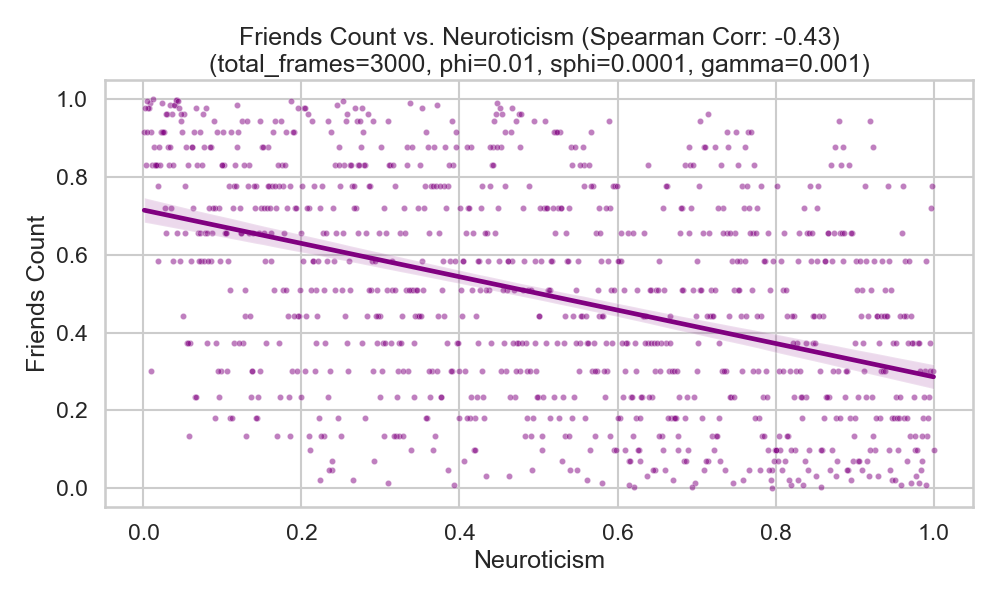 Friends Count vs. Neuroticism (Spearman Corr: -0.43)
(total_frames=3000, phi=0.01, sphi=0.0001, gamma=0.001)
1.0
0.8
0.6
0.4
0.2
0.0
Friends Count
0.0 0.2 0.4 0.6 0.8 1.0
Neuroticism